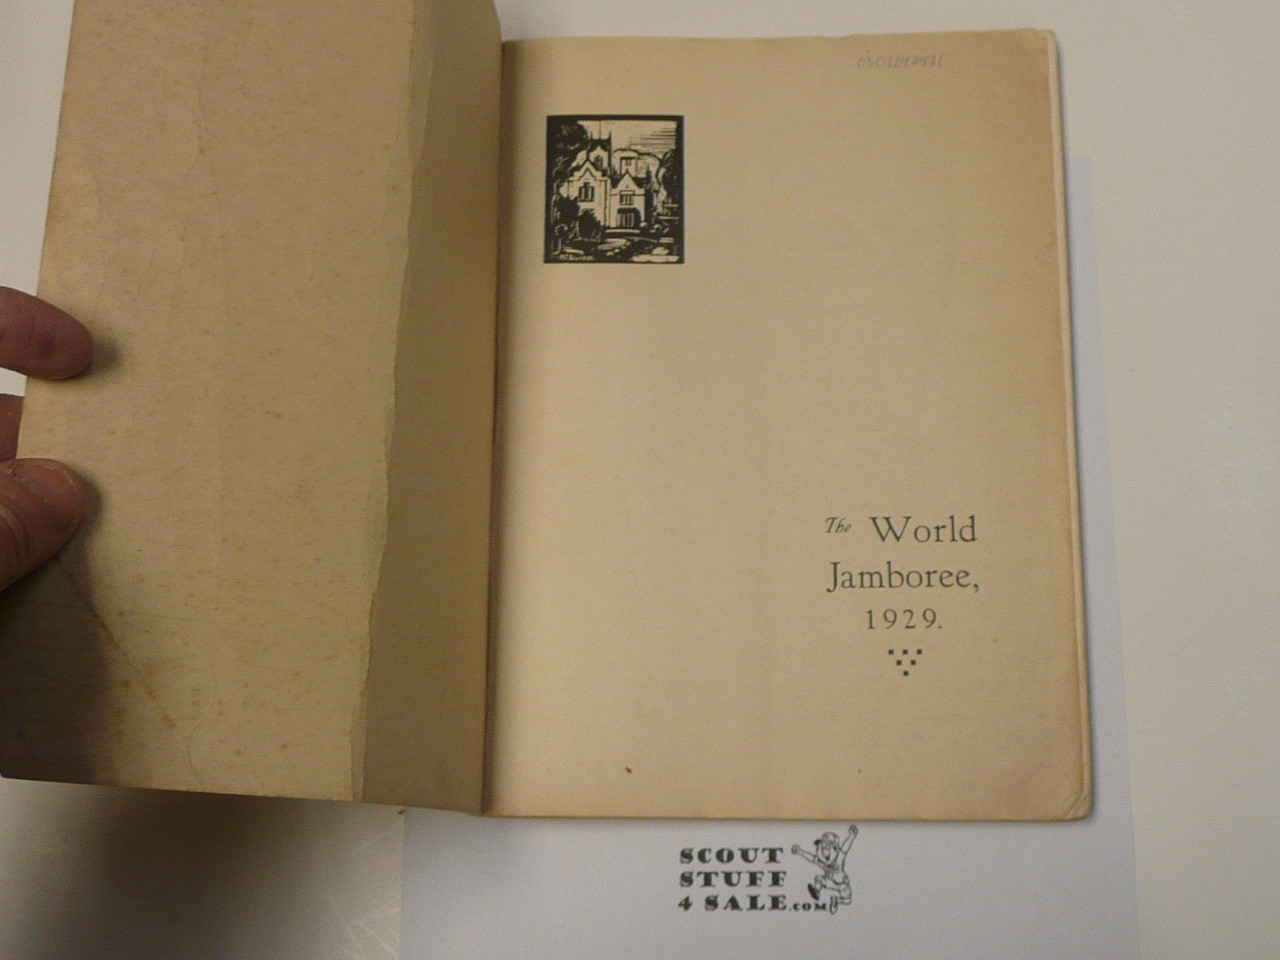 The World
Jamboree,
1929.
SCOUT
STUFF
4 SALE.COM